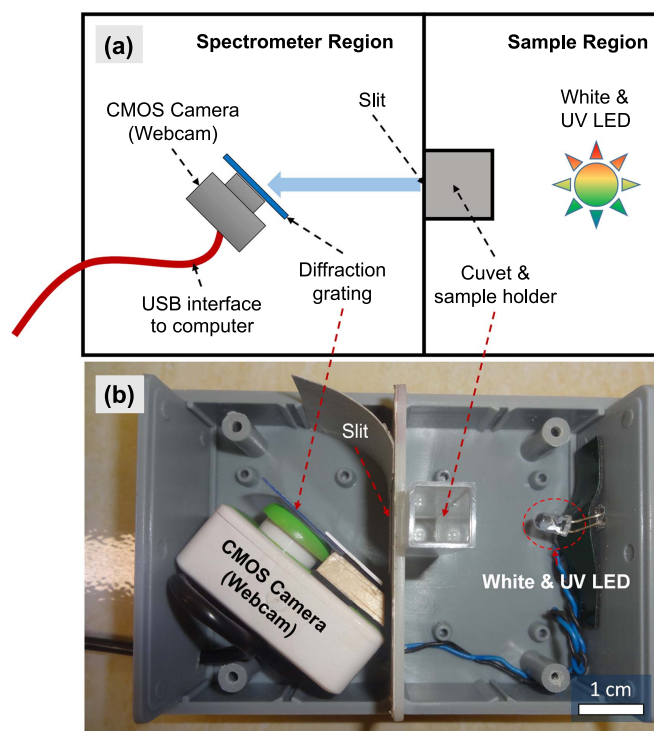 (a)
Spectrometer Region
Sample Region
CMOS Camera
(Webcam)
Slit
White &
UV LED
Diffraction
grating
Cuvet &
sample holder
USB interface
to computer
(b)
Slit
CMOS Camera
(Webcam)
White & UV LED
1 cm